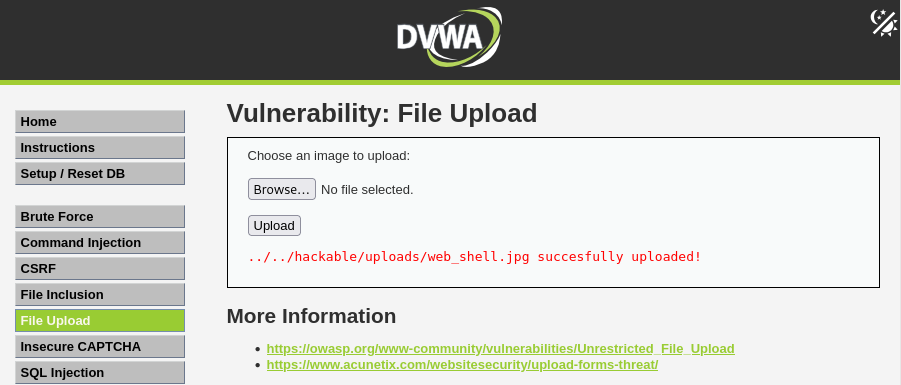 DVWA
Home
Instructions
Setup / Reset DB
Brute Force
Command Injection
CSRF
File Inclusion
File Upload
Insecure CAPTCHA
SQL Injection
Vulnerability: File Upload
Choose an image to upload:
Browse... No file selected.
Upload
../../hackable/uploads/web_shell.jpg succesfully uploaded!
More Information
• https://owasp.org/www-community/vulnerabilities/Unrestricted_File_Upload
• https://www.acunetix.com/websitesecurity/upload-forms-threat/